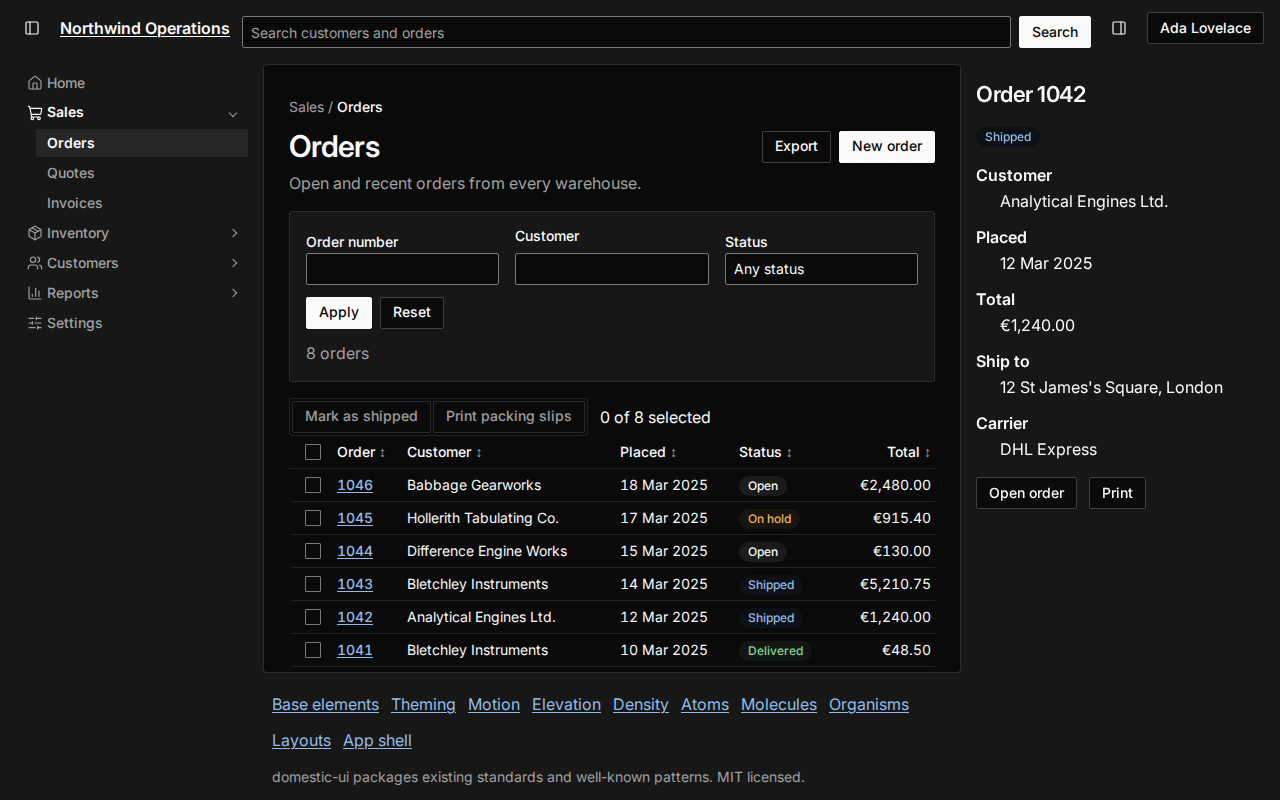 Northwind Operations
Search customers and orders
Search
Ada Lovelace
Home
Sales
Orders
Quotes
Invoices
Inventory
Customers
Reports
Settings
Sales / Orders
Orders
Export
New order
Open and recent orders from every warehouse.
Order number
Customer
Status
Any status
Apply
Reset
8 orders
Mark as shipped
Print packing slips
0 of 8 selected
Order ↕ Customer ↕ Placed ↕ Status ↕ Total ↕
1046 Babbage Gearworks 18 Mar 2025 Open €2,480.00
1045 Hollerith Tabulating Co. 17 Mar 2025 On hold €915.40
1044 Difference Engine Works 15 Mar 2025 Open €130.00
1043 Bletchley Instruments 14 Mar 2025 Shipped €5,210.75
1042 Analytical Engines Ltd. 12 Mar 2025 Shipped €1,240.00
1041 Bletchley Instruments 10 Mar 2025 Delivered €48.50
Order 1042
Shipped
Customer
Analytical Engines Ltd.
Placed
12 Mar 2025
Total
€1,240.00
Ship to
12 St James's Square, London
Carrier
DHL Express
Open order
Print
Base elements Theming Motion Elevation Density Atoms Molecules Organisms
Layouts App shell
domestic-ui packages existing standards and well-known patterns. MIT licensed.